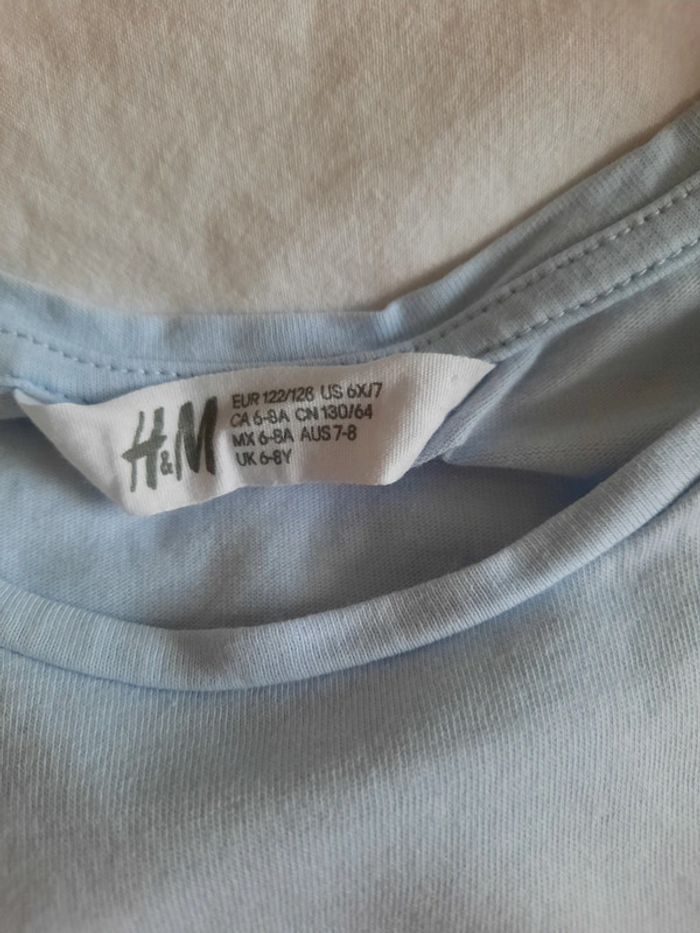 H&M
EUR 122/128 US 6X/7
CA 6-8A CN 130/64
MX 6-8A AUS 7-8
UK 6-8Y